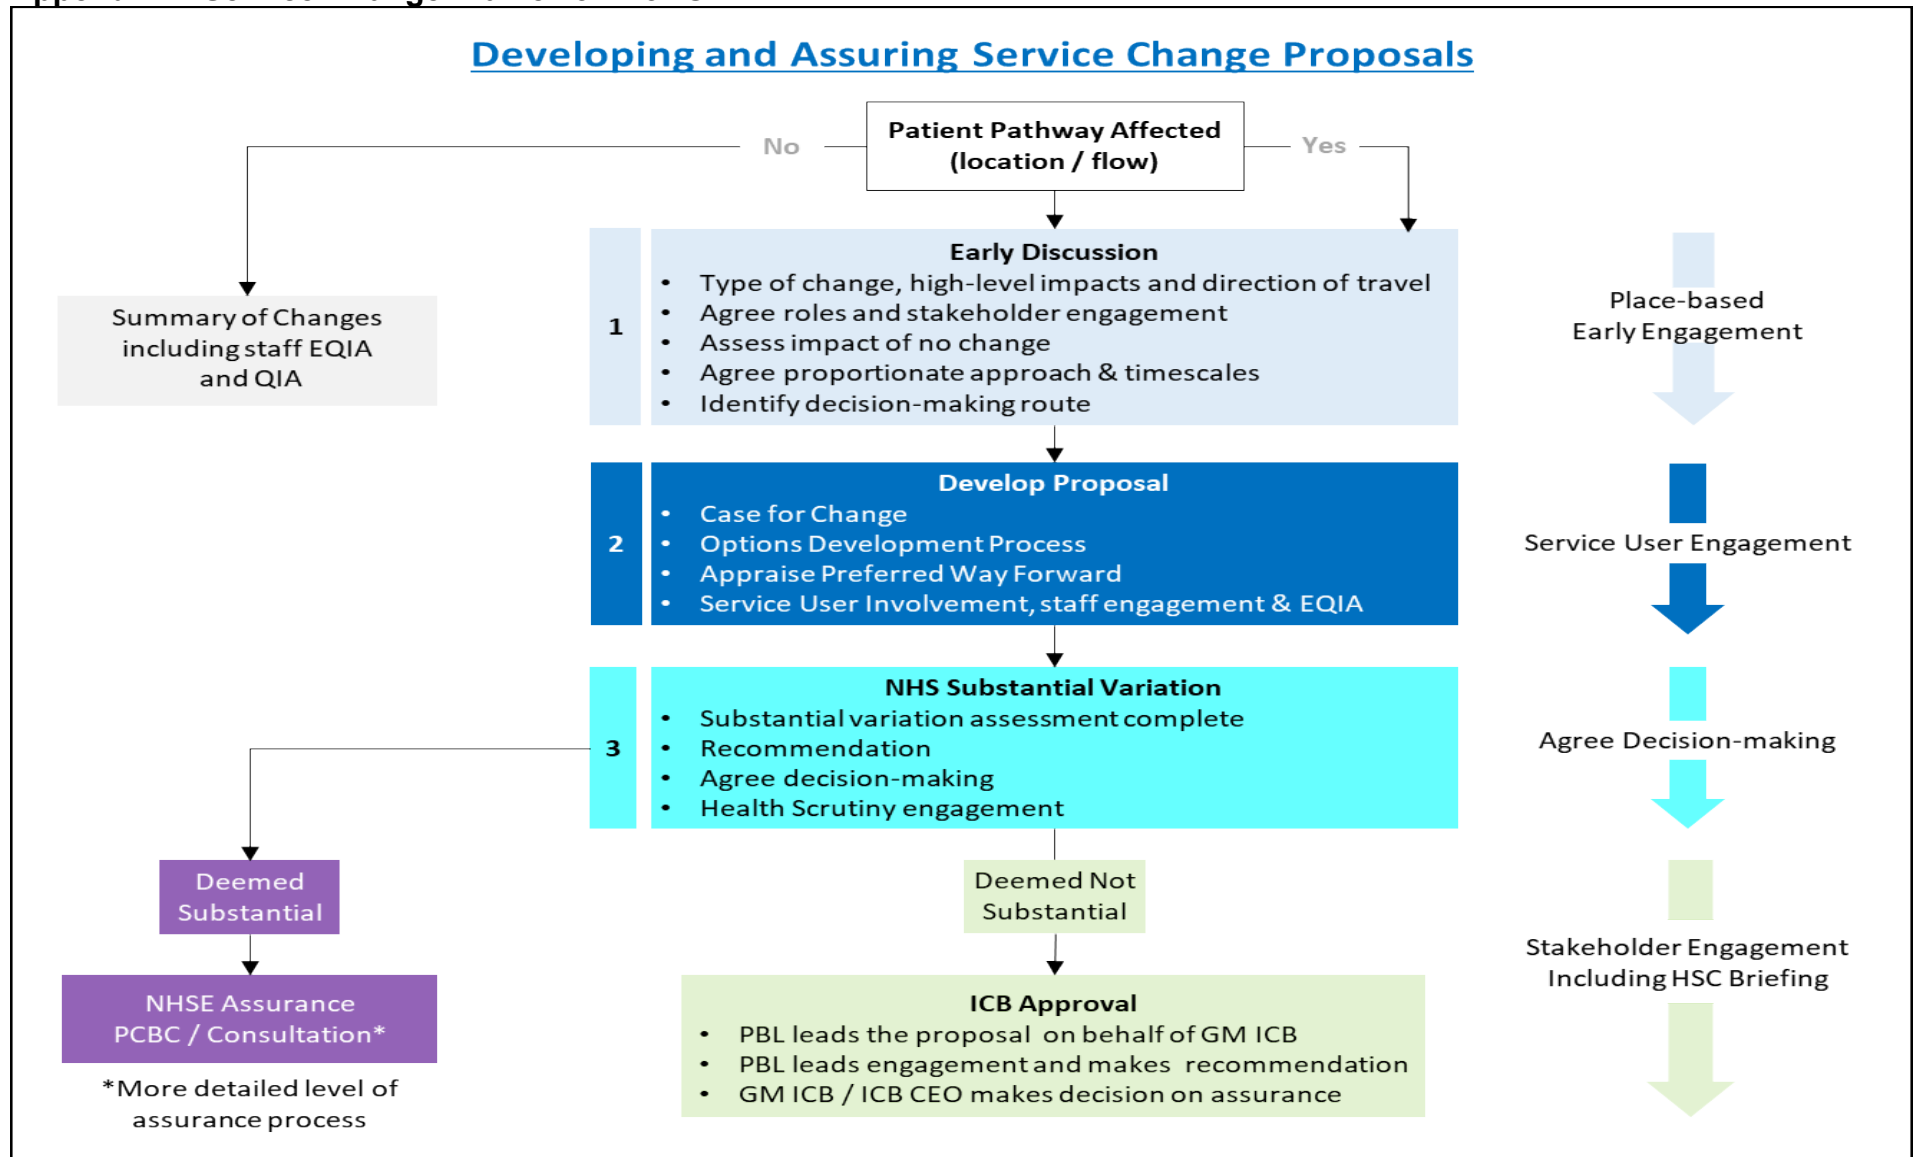 Developing and Assuring Service Change Proposals
Patient Pathway Affected
(location / flow)
No
Yes
Summary of Changes
including staff EQIA
and QIA
1
Early Discussion
• Type of change, high-level impacts and direction of travel
• Agree roles and stakeholder engagement
• Assess impact of no change
• Agree proportionate approach & timescales
• Identify decision-making route
Place-based
Early Engagement
2
Develop Proposal
• Case for Change
• Options Development Process
• Appraise Preferred Way Forward
• Service User Involvement, staff engagement & EQIA
Service User Engagement
3
NHS Substantial Variation
• Substantial variation assessment complete
• Recommendation
• Agree decision-making
• Health Scrutiny engagement
Agree Decision-making
Deemed
Substantial
Deemed Not
Substantial
NHSE Assurance
PCBC / Consultation*
*More detailed level of
assurance process
ICB Approval
• PBL leads the proposal on behalf of GM ICB
• PBL leads engagement and makes recommendation
• GM ICB / ICB CEO makes decision on assurance
Stakeholder Engagement
Including HSC Briefing